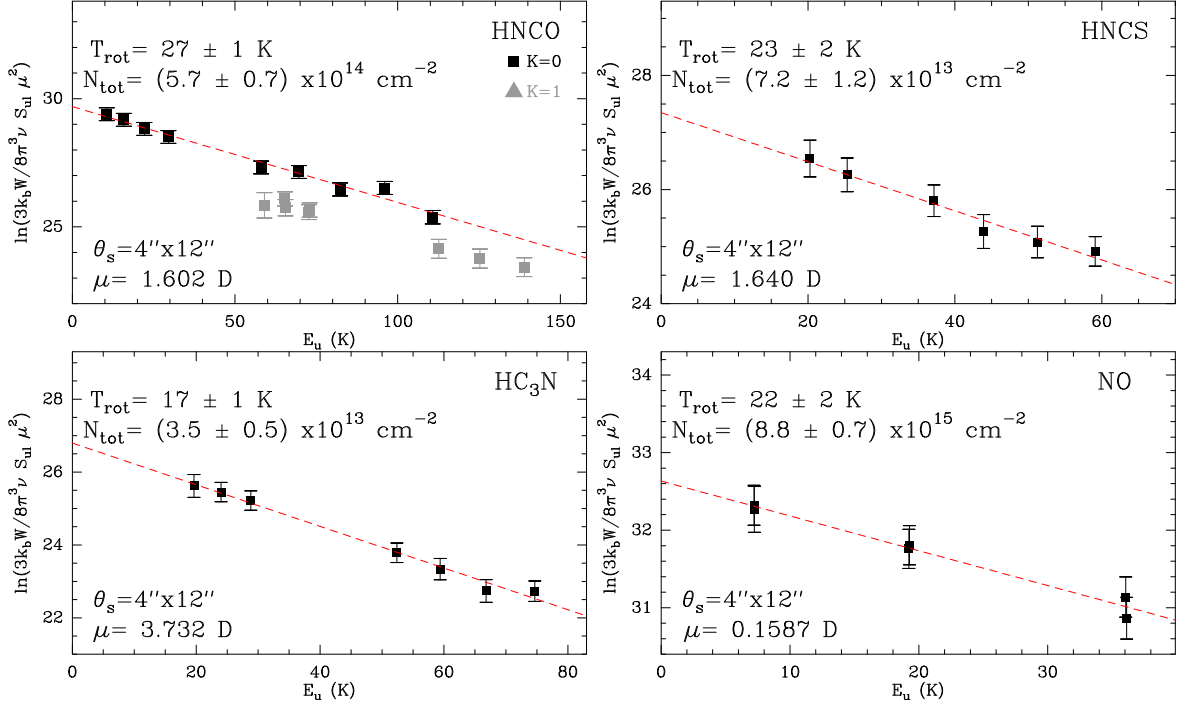 HNCO
T_rot= 27 ± 1 K
N_tot= (5.7 ± 0.7) x10^14 cm^−2
K=0
K=1
θ_s=4''x12''
μ= 1.602 D
ln(3k_bW/8π^3ν S_ul μ^2)
30
25
0 50 100 150
E_u (K)
HNCS
T_rot= 23 ± 2 K
N_tot= (7.2 ± 1.2) x10^13 cm^−2
θ_s=4''x12''
μ= 1.640 D
ln(3k_bW/8π^3ν S_ul μ^2)
28
26
24
0 20 40 60
E_u (K)
HC_3N
T_rot= 17 ± 1 K
N_tot= (3.5 ± 0.5) x10^13 cm^−2
θ_s=4''x12''
μ= 3.732 D
ln(3k_bW/8π^3ν S_ul μ^2)
28
26
24
22
0 20 40 60 80
E_u (K)
NO
T_rot= 22 ± 2 K
N_tot= (8.8 ± 0.7) x10^15 cm^−2
θ_s=4''x12''
μ= 0.1587 D
ln(3k_bW/8π^3ν S_ul μ^2)
34
33
32
31
0 10 20 30
E_u (K)